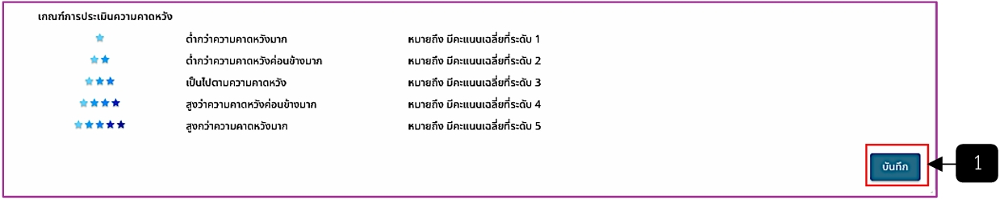 เกณฑ์การประเมินความคาดหวัง
ต่ำกว่าความคาดหวังมาก หมายถึง มีคะแนนเฉลี่ยที่ระดับ 1
ต่ำกว่าความคาดหวังค่อนข้างมาก หมายถึง มีคะแนนเฉลี่ยที่ระดับ 2
เป็นไปตามความคาดหวัง หมายถึง มีคะแนนเฉลี่ยที่ระดับ 3
สูงว่าความคาดหวังค่อนข้างมาก หมายถึง มีคะแนนเฉลี่ยที่ระดับ 4
สูงกว่าความคาดหวังมาก หมายถึง มีคะแนนเฉลี่ยที่ระดับ 5
บันทึก
1